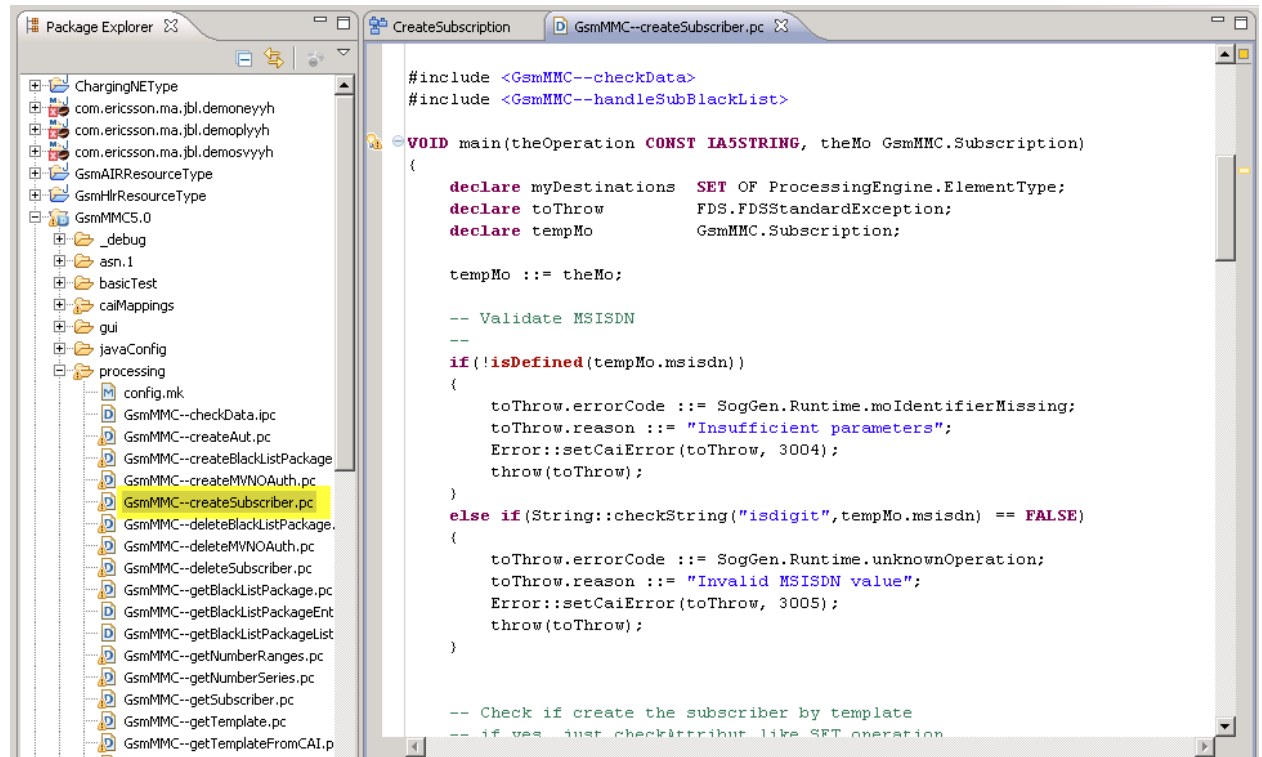 Package Explorer
ChargingNEType
com.ericsson.ma.jbl.demoneyyh
com.ericsson.ma.jbl.demoplyyh
com.ericsson.ma.jbl.demosvyyh
GsmAIRResourceType
GsmHlrResourceType
GsmMMC5.0
_debug
asn.1
basicTest
caiMappings
gui
javaConfig
processing
config.mk
GsmMMC--checkData.ipc
GsmMMC--createAut.pc
GsmMMC--createBlackListPackage
GsmMMC--createMVNOAuth.pc
GsmMMC--createSubscriber.pc
GsmMMC--deleteBlackListPackage.
GsmMMC--deleteMVNOAuth.pc
GsmMMC--deleteSubscriber.pc
GsmMMC--getBlackListPackage.pc
GsmMMC--getBlackListPackageEnt
GsmMMC--getBlackListPackageList
GsmMMC--getNumberRanges.pc
GsmMMC--getNumberSeries.pc
GsmMMC--getSubscriber.pc
GsmMMC--getTemplate.pc
GsmMMC--getTemplateFromCAI.p
CreateSubscription
GsmMMC--createSubscriber.pc
#include <GsmMMC--checkData>
#include <GsmMMC--handleSubBlackList>
VOID main(theOperation CONST IA5STRING, theMo GsmMMC.Subscription)
{
declare myDestinations SET OF ProcessingEngine.ElementType;
declare toThrow FDS.FDSStandardException;
declare tempMo GsmMMC.Subscription;
tempMo ::= theMo;
-- Validate MSISDN
--
if(!isDefined(tempMo.msisdn))
{
toThrow.errorCode ::= SogGen.Runtime.moIdentifierMissing;
toThrow.reason ::= "Insufficient parameters";
Error::setCaiError(toThrow, 3004);
throw(toThrow);
}
else if(String::checkString("isdigit",tempMo.msisdn) == FALSE)
{
toThrow.errorCode ::= SogGen.Runtime.unknownOperation;
toThrow.reason ::= "Invalid MSISDN value";
Error::setCaiError(toThrow, 3005);
throw(toThrow);
}
-- Check if create the subscriber by template
-- if yes, just checkAttribut like SET operation